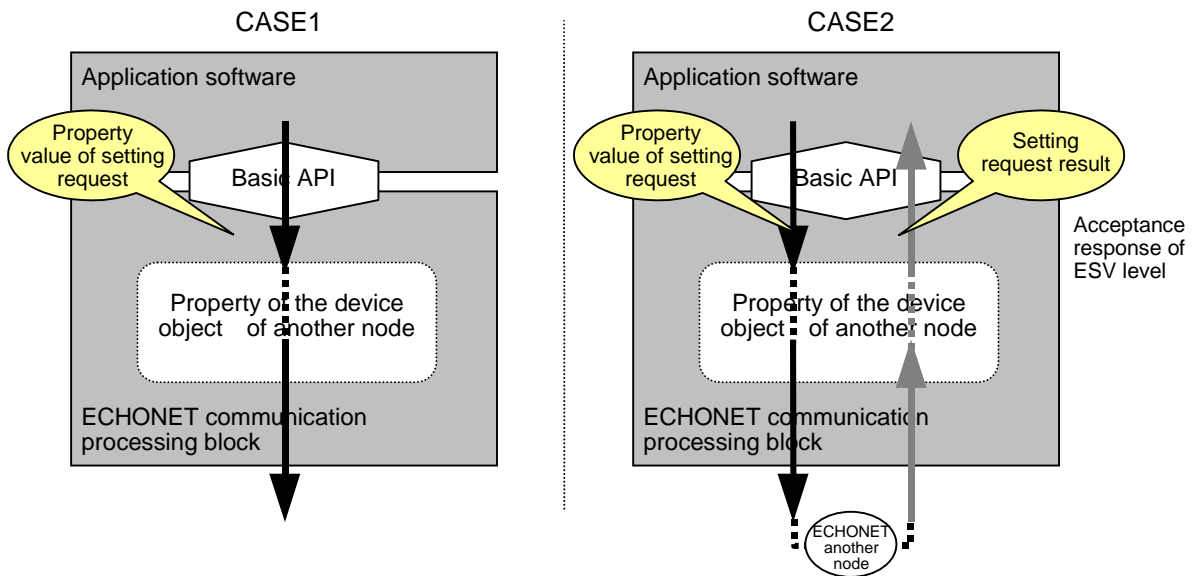 CASE1
Application software
Property
value of setting
request
Basic API
Property of the device
object of another node
ECHONET communication
processing block
CASE2
Application software
Property
value of setting
request
Basic API
Setting
request result
Acceptance
response of
ESV level
Property of the device
object of another node
ECHONET communication
processing block
ECHONET
another
node